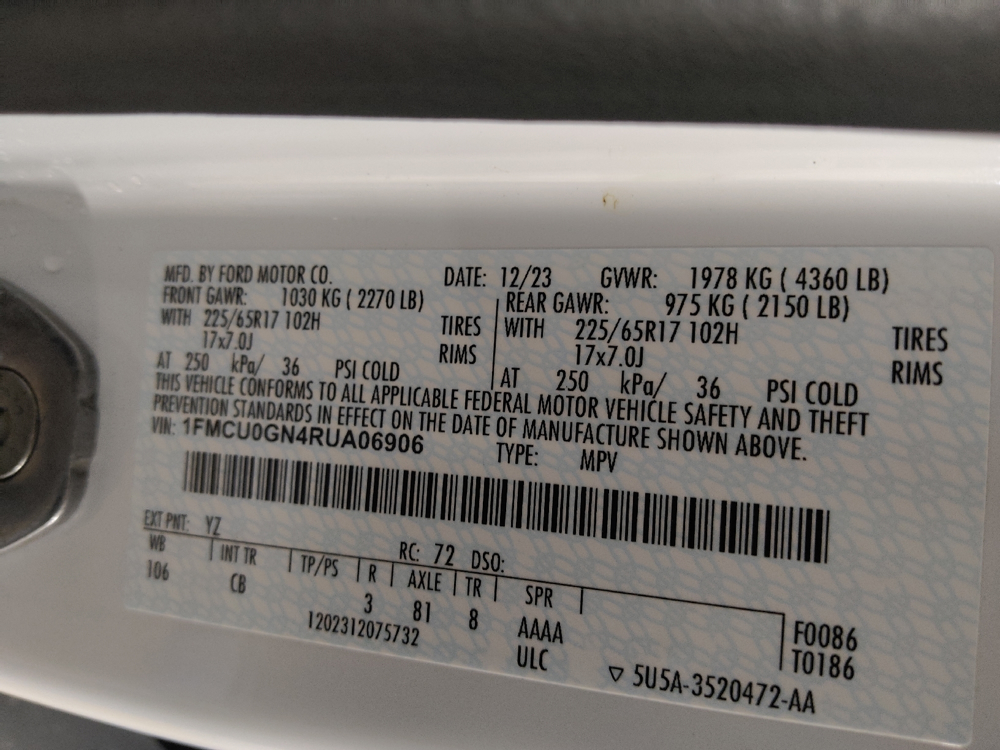 MFD. BY FORD MOTOR CO. DATE: 12/23 GVWR: 1978 KG ( 4360 LB)
FRONT GAWR: 1030 KG ( 2270 LB) REAR GAWR: 975 KG ( 2150 LB)
WITH 225/65R17 102H TIRES WITH 225/65R17 102H TIRES
17x7.0J RIMS 17x7.0J RIMS
AT 250 kPa/ 36 PSI COLD AT 250 kPa/ 36 PSI COLD
THIS VEHICLE CONFORMS TO ALL APPLICABLE FEDERAL MOTOR VEHICLE SAFETY AND THEFT
PREVENTION STANDARDS IN EFFECT ON THE DATE OF MANUFACTURE SHOWN ABOVE.
VIN: 1FMCU0GN4RUA06906 TYPE: MPV
EXT PNT: YZ RC: 72 DSO:
WB INT TR TP/PS R AXLE TR SPR
106 CB 3 81 8 AAAA F0086
1202312075732 ULC T0186
▽ 5U5A-3520472-AA